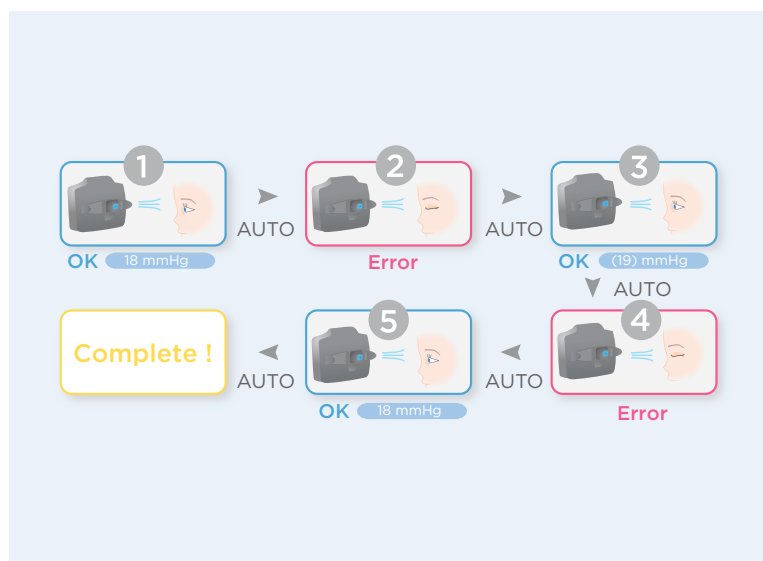 1
2
3
AUTO
AUTO
OK 18 mmHg
Error
OK (19) mmHg
AUTO
4
5
Complete !
AUTO
AUTO
OK 18 mmHg
Error